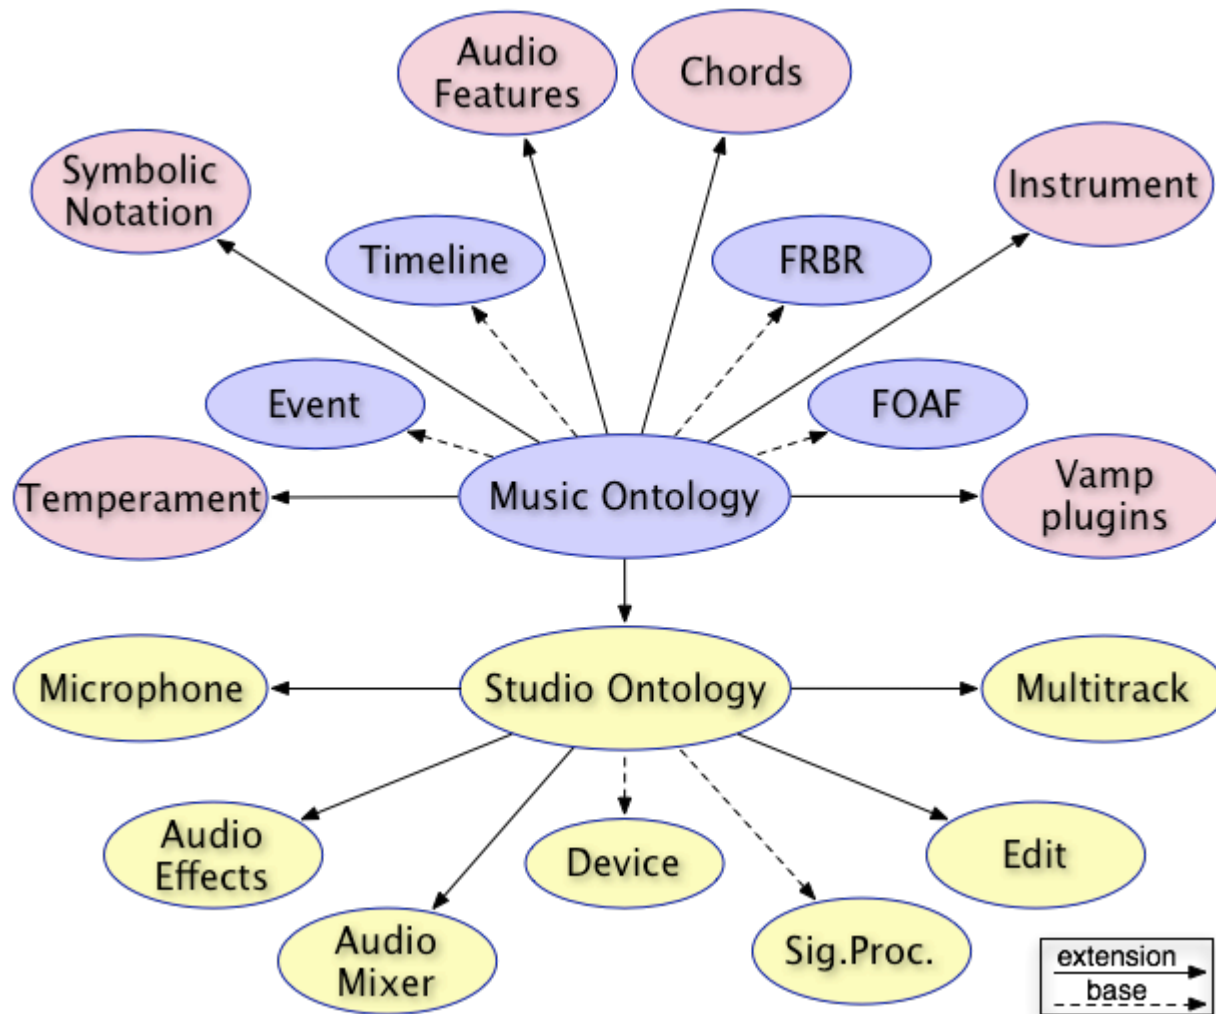 Audio
Features
Chords
Symbolic
Notation
Instrument
Timeline
FRBR
Event
FOAF
Temperament
Music Ontology
Vamp
plugins
Microphone
Studio Ontology
Multitrack
Audio
Effects
Device
Edit
Audio
Mixer
Sig.Proc.
extension
base